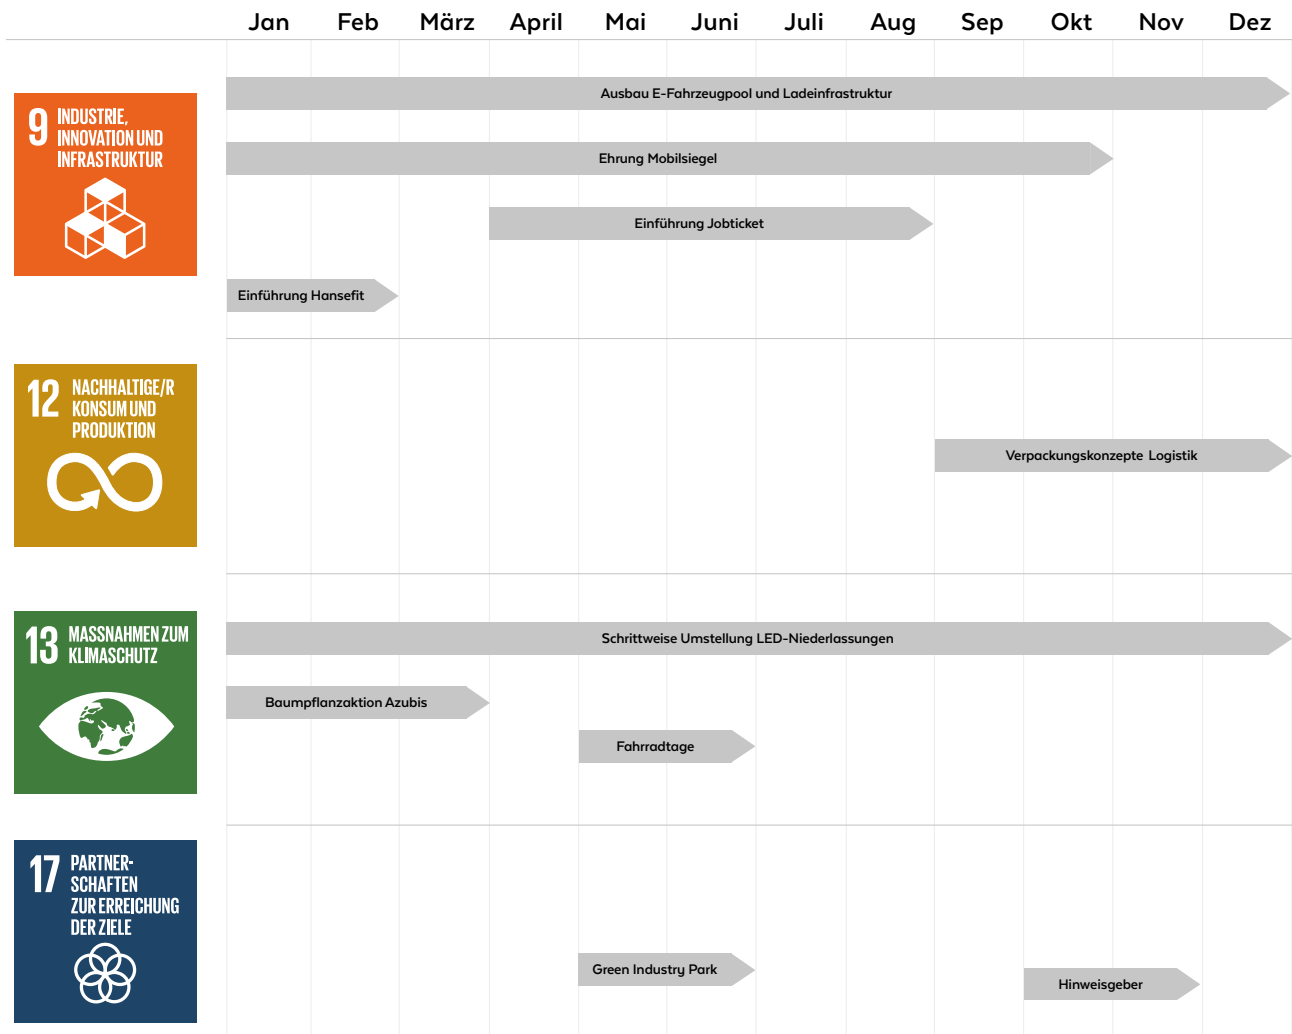 Jan Feb März April Mai Juni Juli Aug Sep Okt Nov Dez
9 INDUSTRIE,
INNOVATION UND
INFRASTRUKTUR
Ausbau E-Fahrzeugpool und Ladeinfrastruktur
Ehrung Mobilsiegel
Einführung Jobticket
Einführung Hansefit
12 NACHHALTIGE/R
KONSUM UND
PRODUKTION
Verpackungskonzepte Logistik
13 MASSNAHMEN ZUM
KLIMASCHUTZ
Schrittweise Umstellung LED-Niederlassungen
Baumpflanzaktion Azubis
Fahrradtage
17 PARTNER-
SCHAFTEN
ZUR ERREICHUNG
DER ZIELE
Green Industry Park
Hinweisgeber